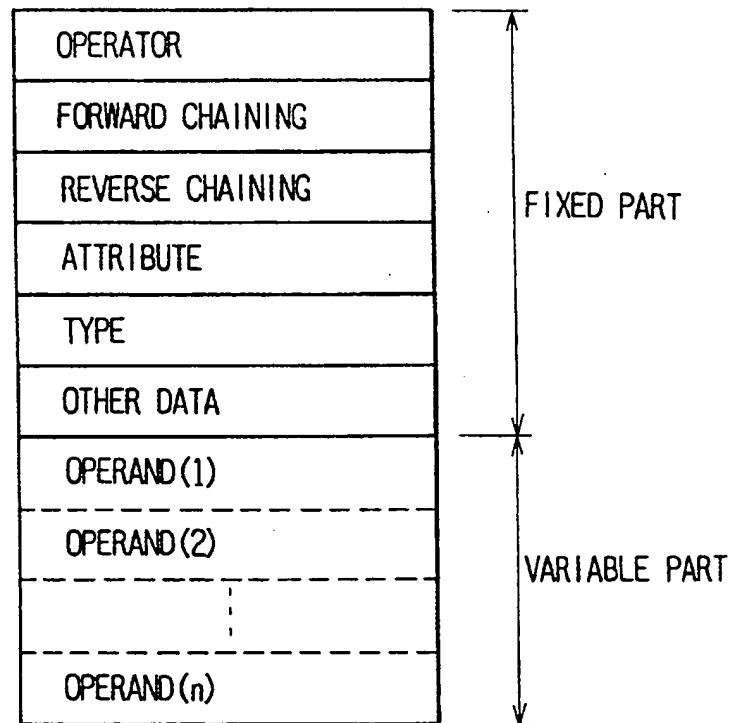 OPERATOR
FORWARD CHAINING
REVERSE CHAINING
ATTRIBUTE
TYPE
OTHER DATA
FIXED PART
OPERAND(1)
OPERAND(2)
OPERAND(n)
VARIABLE PART